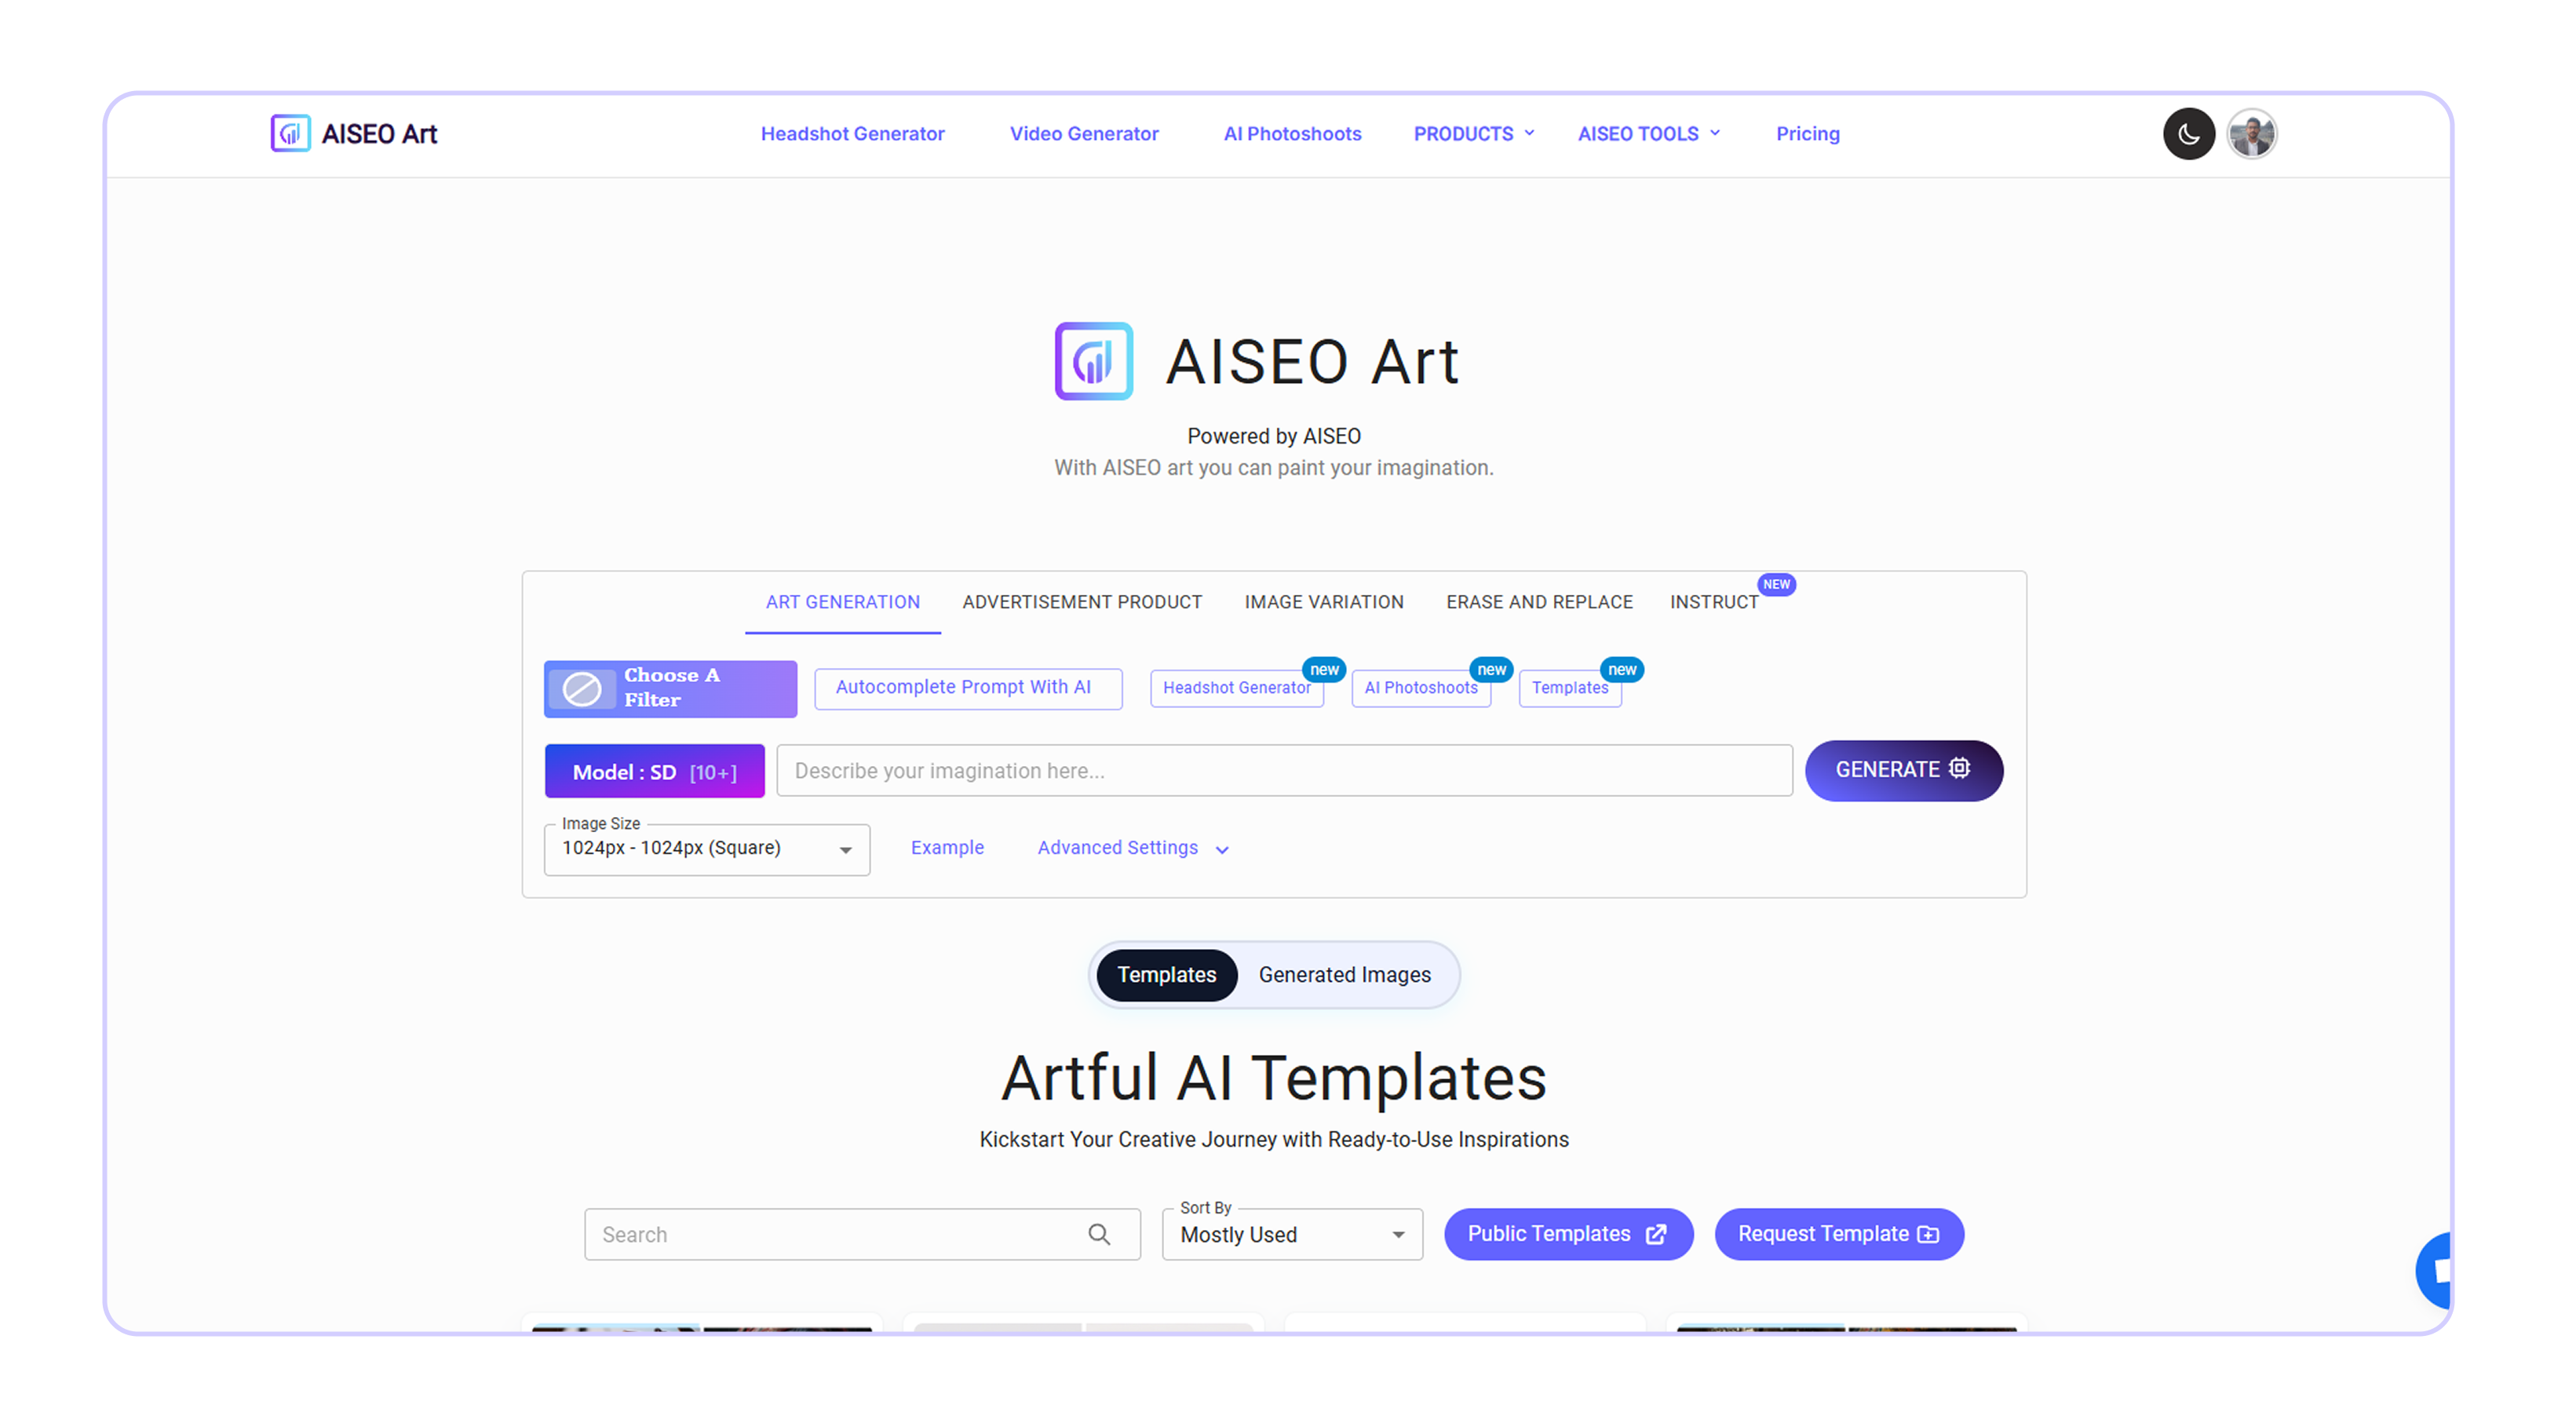 AISEO Art
Headshot Generator
Video Generator
AI Photoshoots
PRODUCTS
AISEO TOOLS
Pricing
AISEO Art
Powered by AISEO
With AISEO art you can paint your imagination.
ART GENERATION
ADVERTISEMENT PRODUCT
IMAGE VARIATION
ERASE AND REPLACE
INSTRUCT
NEW
Choose A
Filter
Autocomplete Prompt With AI
Headshot Generator
new
AI Photoshoots
new
Templates
new
Model : SD [10+]
Describe your imagination here...
GENERATE
Image Size
1024px - 1024px (Square)
Example
Advanced Settings
Templates
Generated Images
Artful AI Templates
Kickstart Your Creative Journey with Ready-to-Use Inspirations
Search
Sort By
Mostly Used
Public Templates
Request Template